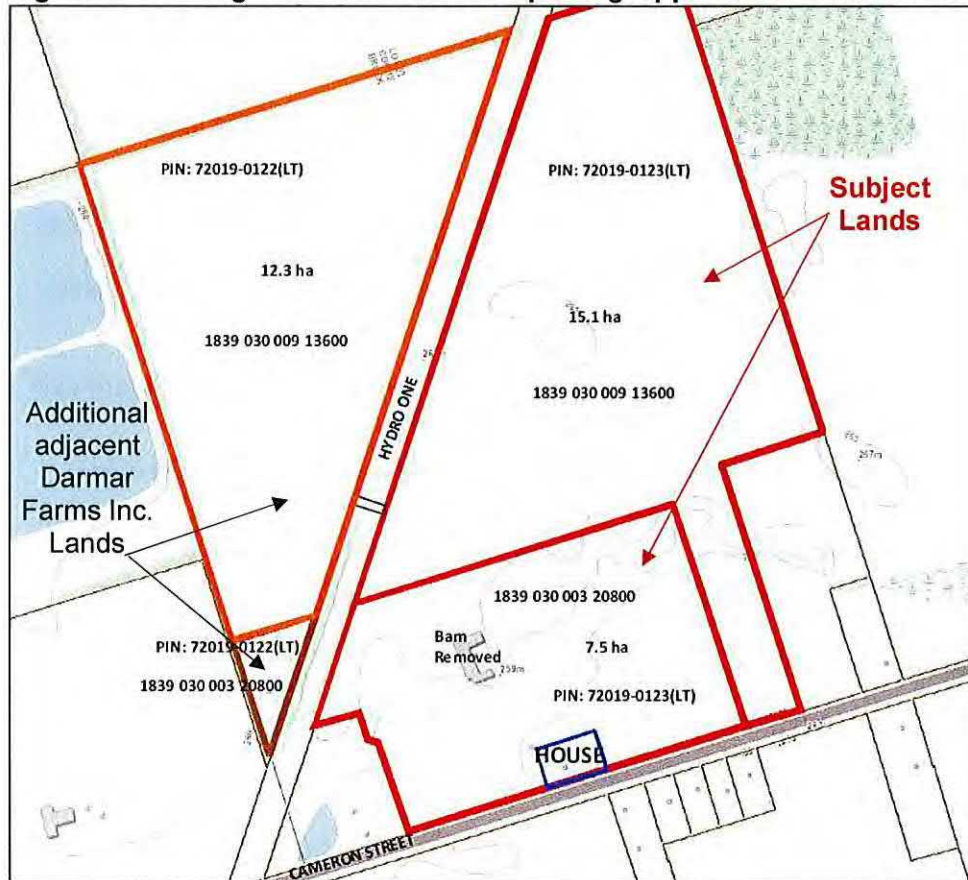 PIN: 72019-0122(LT)
12.3 ha
1839 030 009 13600
PIN: 72019-0123(LT)
15.1 ha
1839 030 009 13600
Subject
Lands
HYDRO ONE
Additional
adjacent
Darmar
Farms Inc.
Lands
PIN: 72019-0122(LT)
1839 030 003 20800
1839 030 003 20800
Barn
Removed
259m
7.5 ha
PIN: 72019-0123(LT)
267m
HOUSE
CAMERON STREET